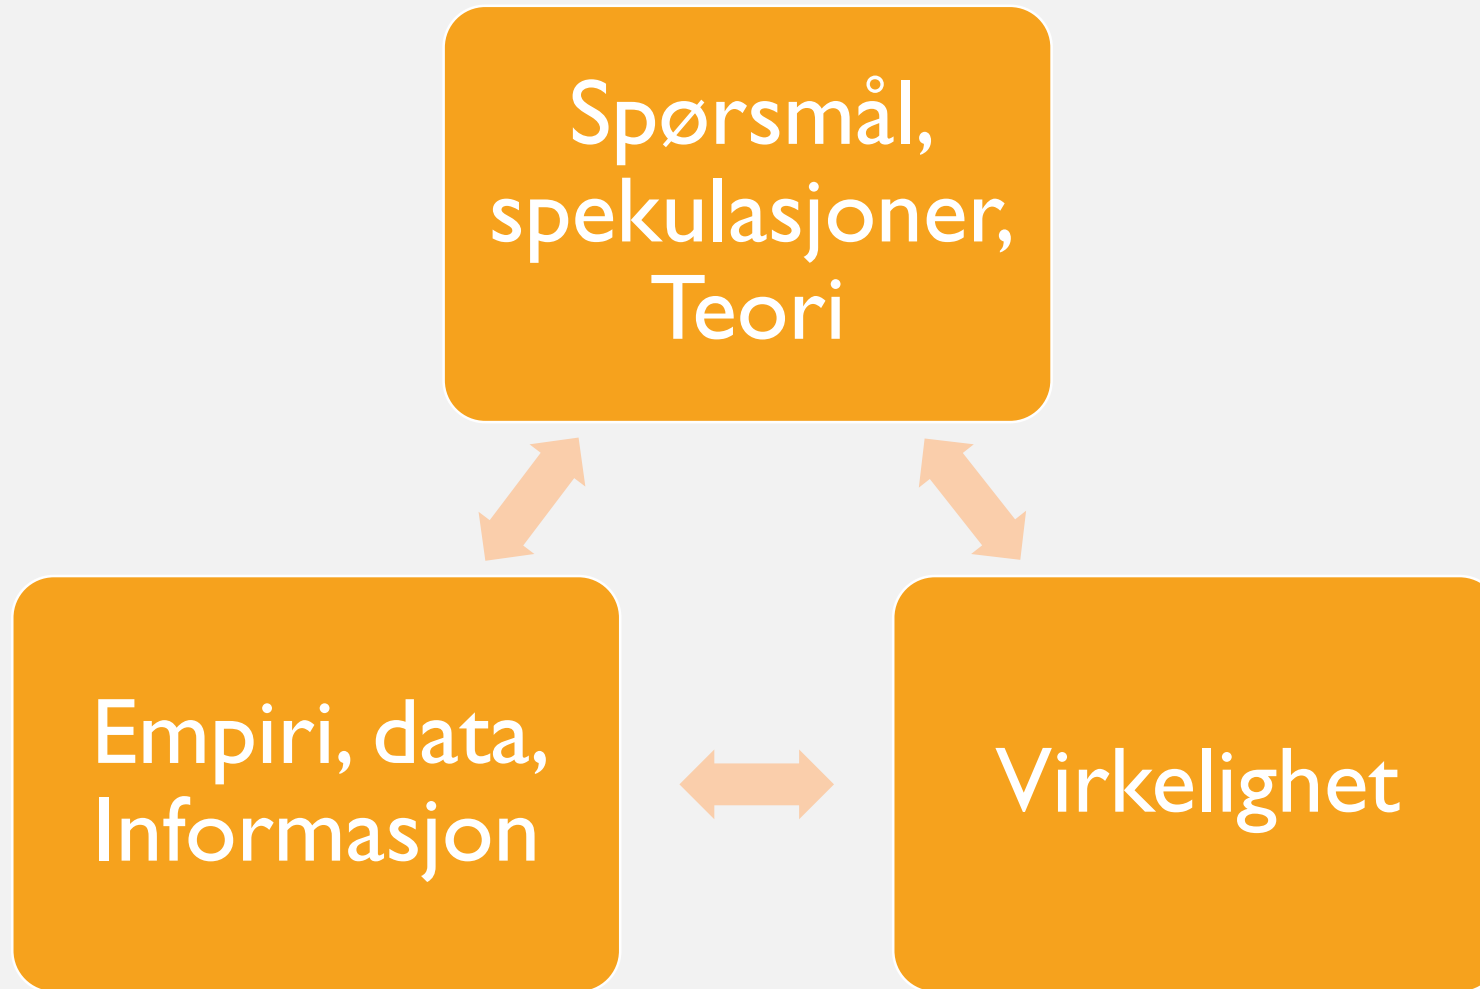 Spørsmål,
spekulasjoner,
Teori
Empiri, data,
Informasjon
Virkelighet